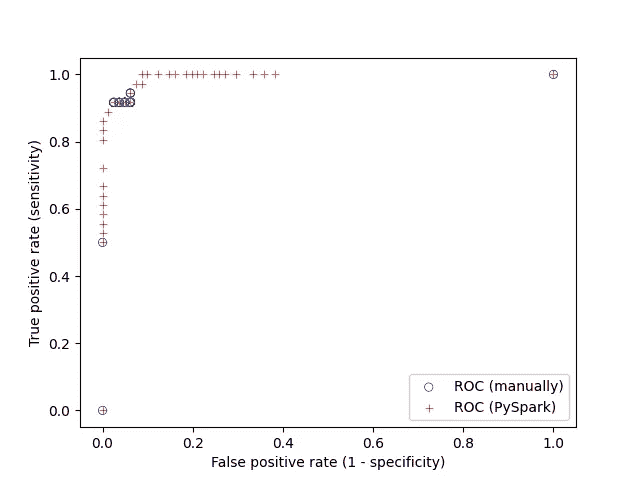 1.0
0.8
0.6
0.4
0.2
0.0
True positive rate (sensitivity)
0.0 0.2 0.4 0.6 0.8 1.0
False positive rate (1 - specificity)
ROC (manually)
ROC (PySpark)